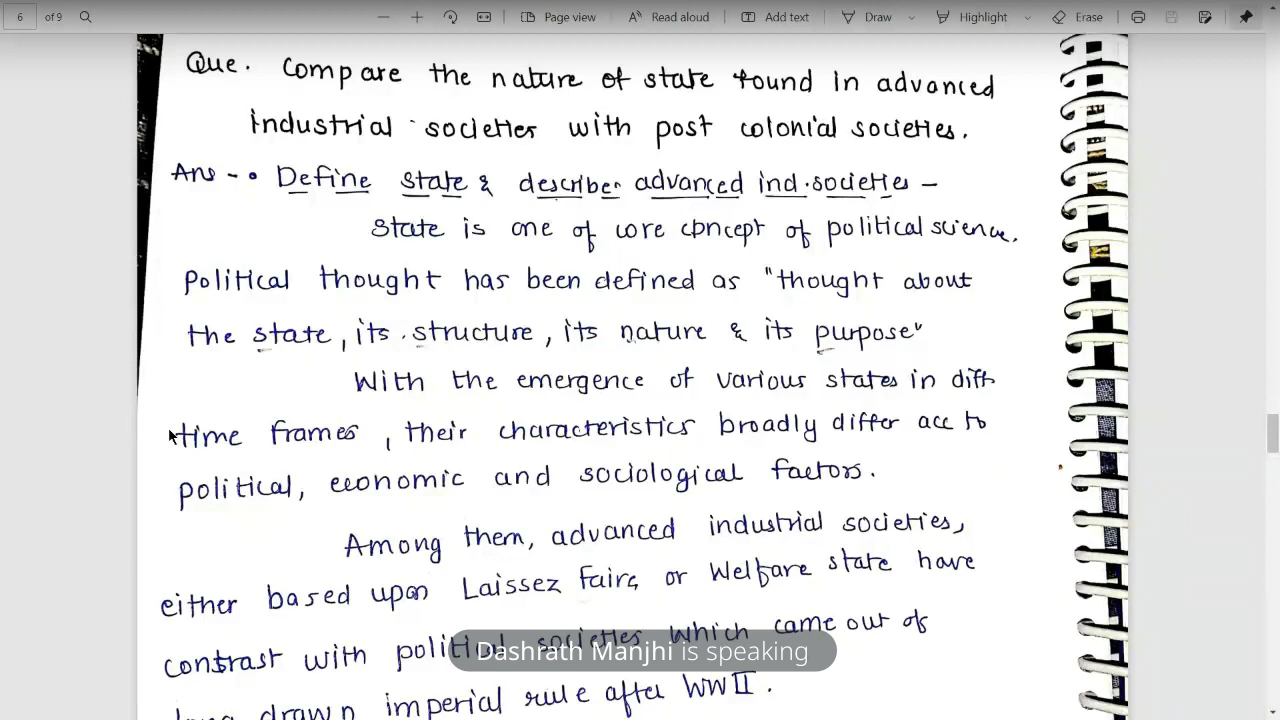 6 of 9 Page view Read aloud Add text Draw Highlight Erase
Que. Compare the nature of state found in advanced
industrial societies with post colonial societies.
Ans - • Define state & describe advanced ind. societies -
State is one of core concept of political science.
Political thought has been defined as "thought about
the state, its structure, its nature & its purpose"
With the emergence of various states in diff
time frames, their characteristics broadly differ acc to
political, economic and sociological factors.
Among them, advanced industrial societies,
either based upon Laissez faire or Welfare state have
contrast with political societies which came out of
Dashrath Manjhi is speaking
long drawn imperial rule after WW II.